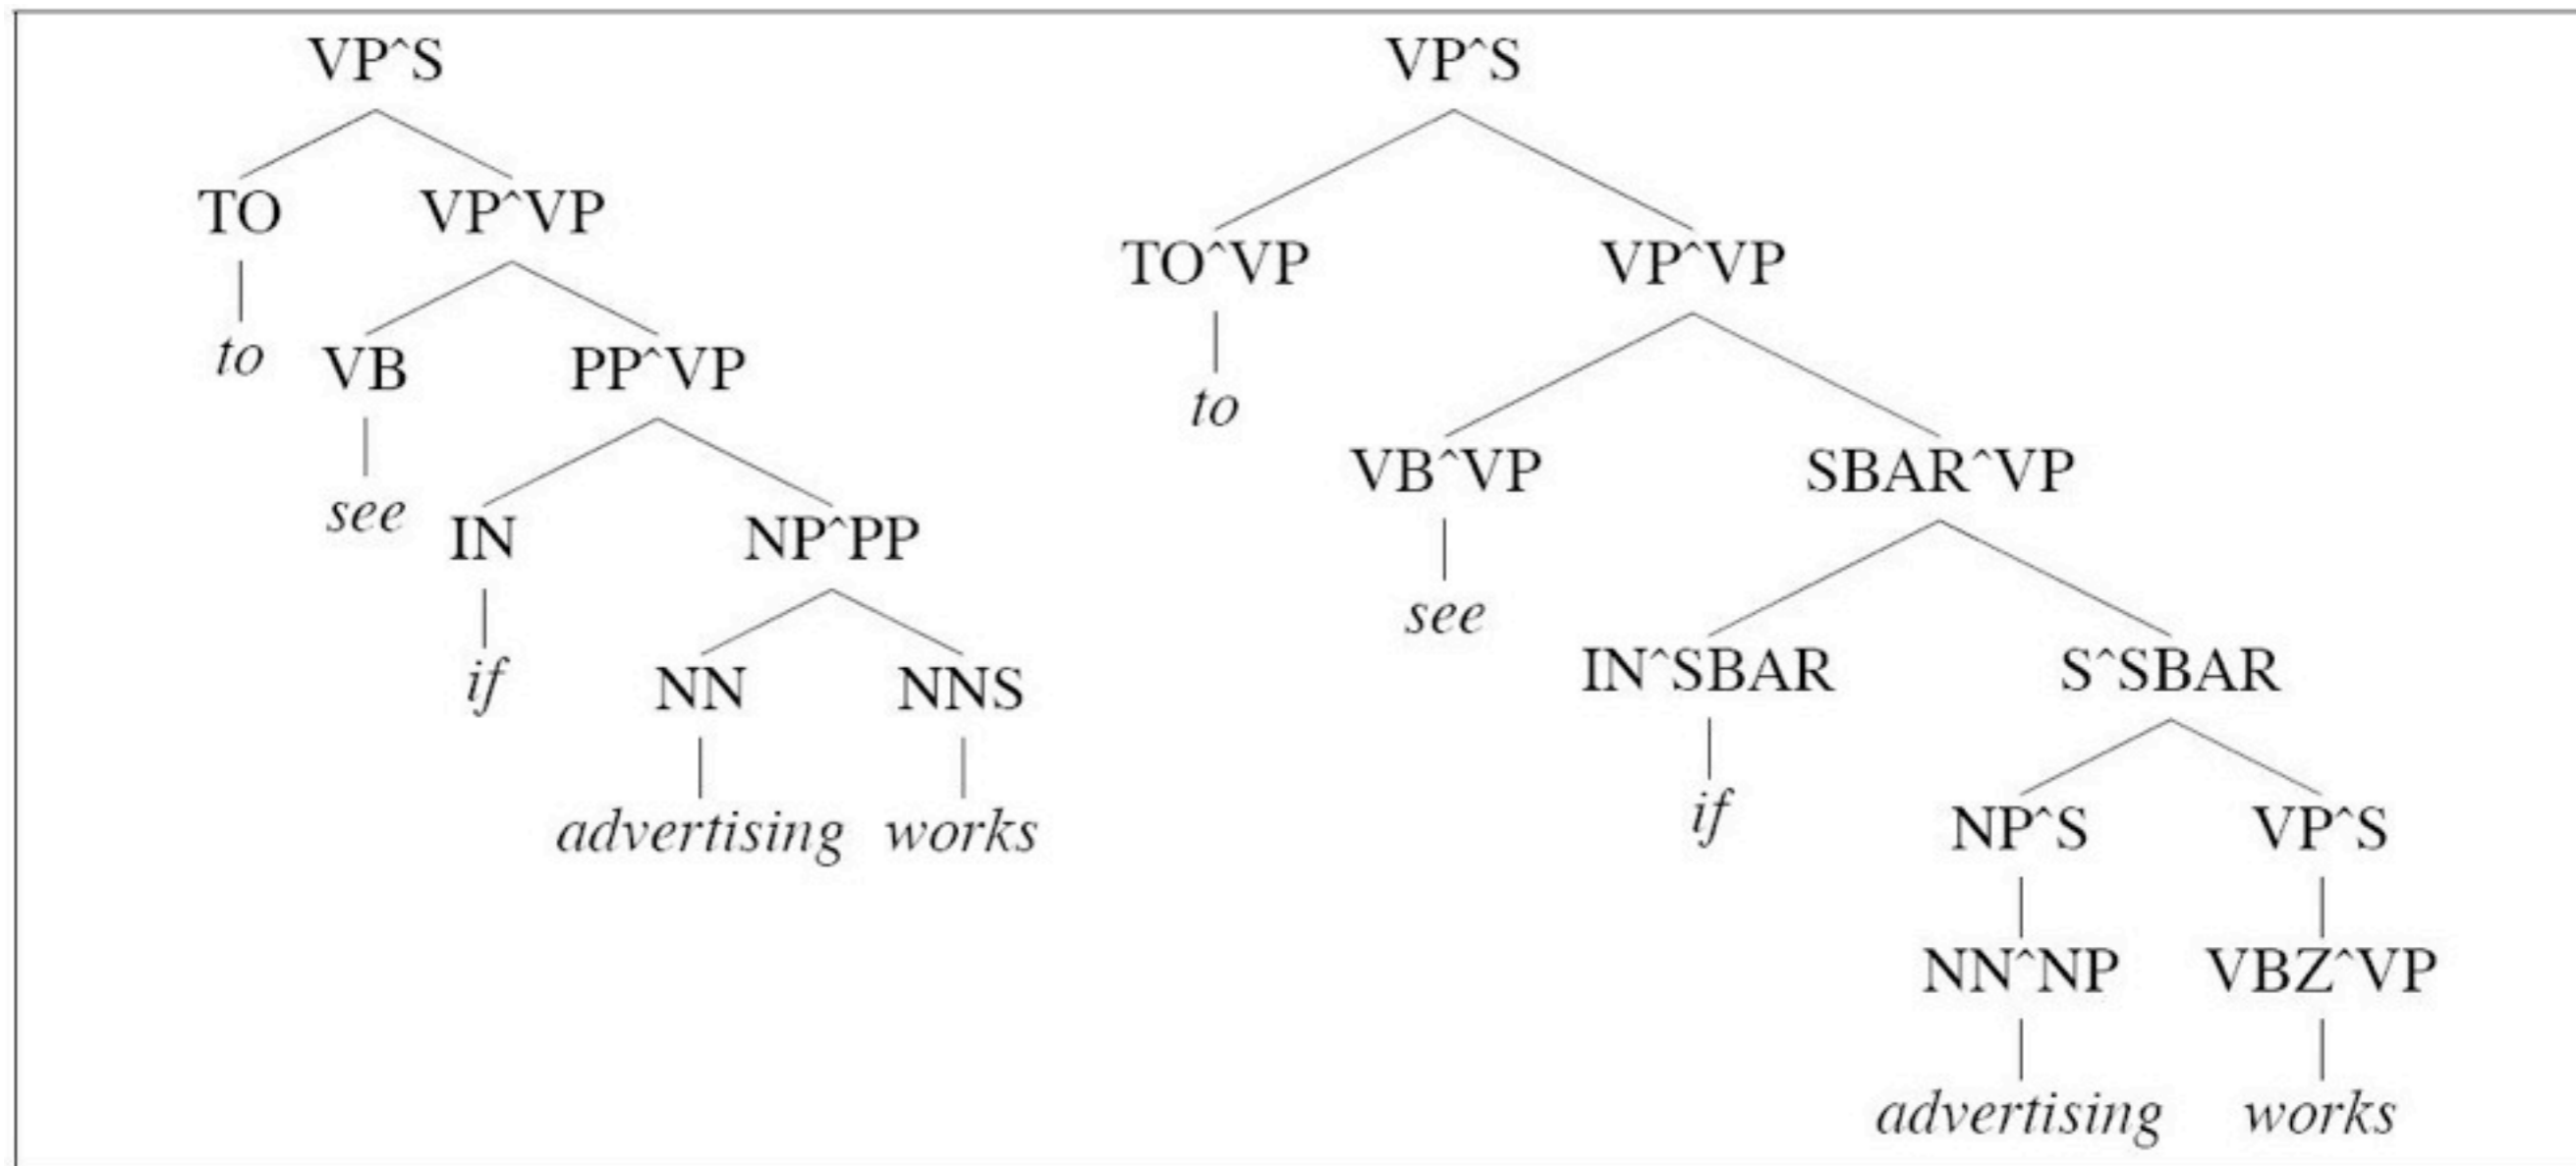 VP^S
TO VP^VP
to VB PP^VP
see IN NP^PP
if NN NNS
advertising works
VP^S
TO^VP VP^VP
to
VB^VP SBAR^VP
see
IN^SBAR S^SBAR
if NP^S VP^S
NN^NP VBZ^VP
advertising works